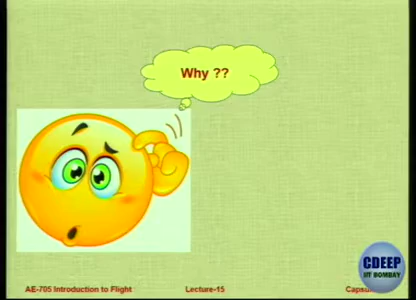 Why ??
CDEEP
IIT BOMBAY
AE-705 Introduction to Flight
Lecture-15